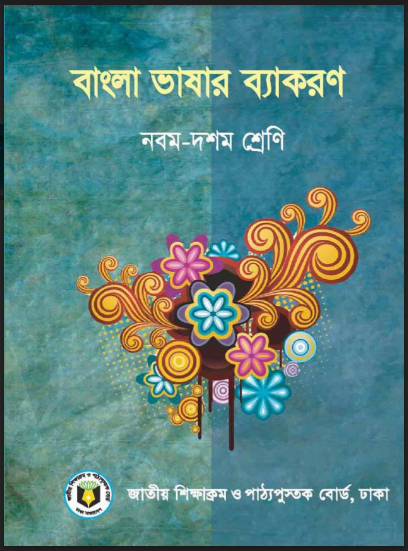 বাংলা ভাষার ব্যাকরণ
নবম-দশম শ্রেণি
জাতীয় শিক্ষাক্রম ও পাঠ্যপুস্তক বোর্ড, ঢাকা